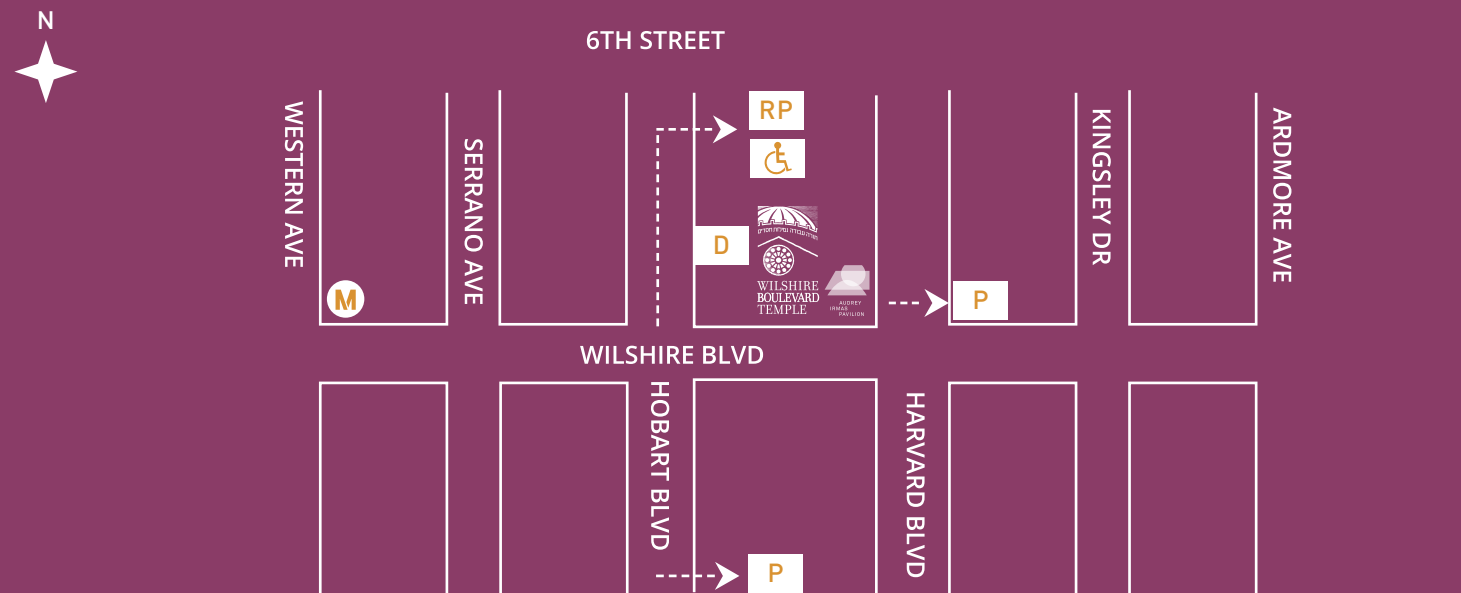 N
6TH STREET
WESTERN AVE
SERRANO AVE
RP
KINGSLEY DR
ARDMORE AVE
D
WILSHIRE
BOULEVARD
TEMPLE
AUDREY
IRMAS
PAVILION
M
P
WILSHIRE BLVD
HOBART BLVD
HARVARD BLVD
P